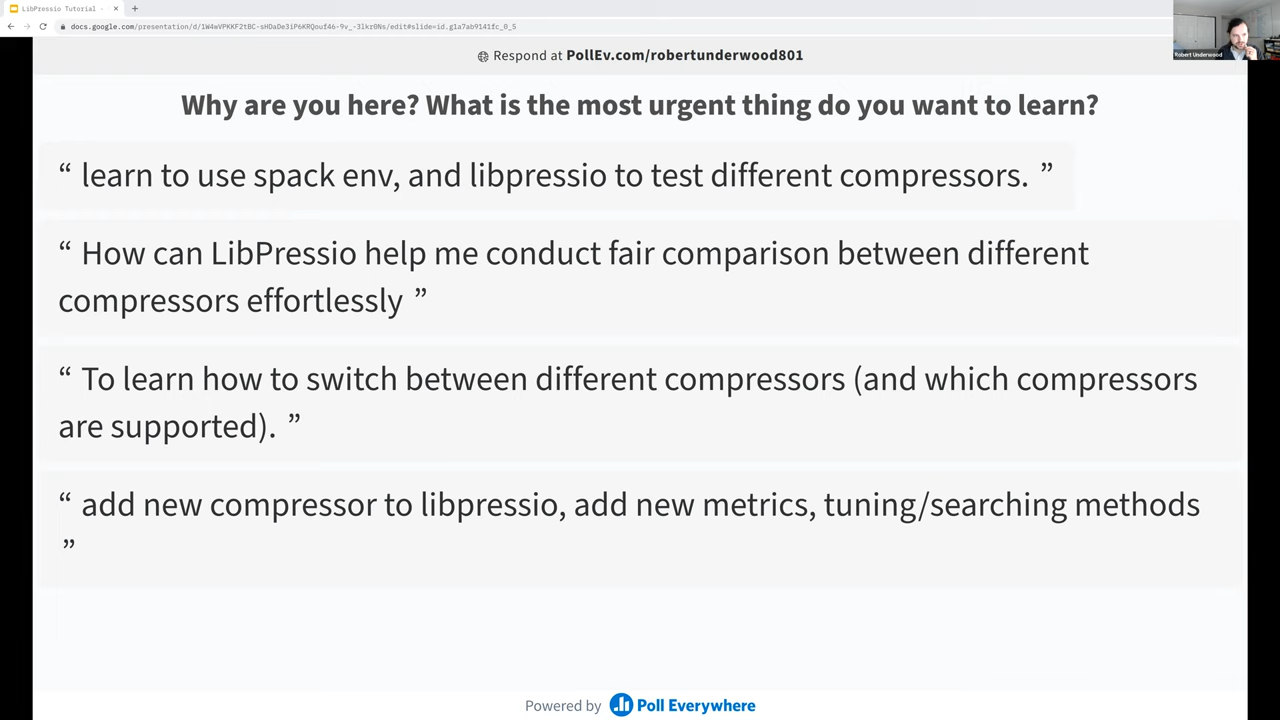 LibPressio Tutorial -
docs.google.com/presentation/d/1W4mVPKKF2tBC-sHDaDe3iP6KRQouf46-9v_-3lkr0Ns/edit#slide=id.g1a7ab9141fc_0_5
Robert Underwood
Respond at PollEv.com/robertunderwood801
Why are you here? What is the most urgent thing do you want to learn?
“ learn to use spack env, and libpressio to test different compressors. ”
“ How can LibPressio help me conduct fair comparison between different
compressors effortlessly ”
“ To learn how to switch between different compressors (and which compressors
are supported). ”
“ add new compressor to libpressio, add new metrics, tuning/searching methods
”
Powered by Poll Everywhere